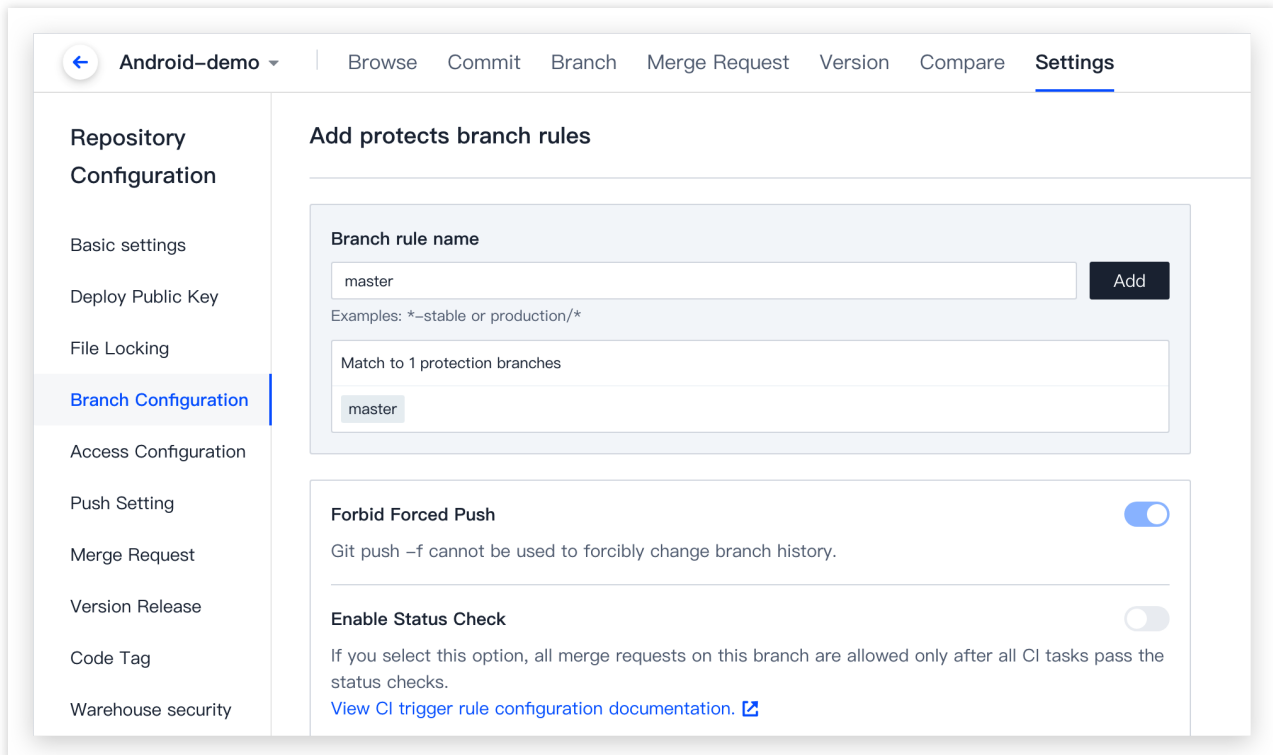 Android-demo
Browse Commit Branch Merge Request Version Compare Settings
Repository
Configuration
Basic settings
Deploy Public Key
File Locking
Branch Configuration
Access Configuration
Push Setting
Merge Request
Version Release
Code Tag
Warehouse security
Add protects branch rules
Branch rule name
master
Add
Examples: *-stable or production/*
Match to 1 protection branches
master
Forbid Forced Push
Git push -f cannot be used to forcibly change branch history.
Enable Status Check
If you select this option, all merge requests on this branch are allowed only after all CI tasks pass the
status checks.
View CI trigger rule configuration documentation.